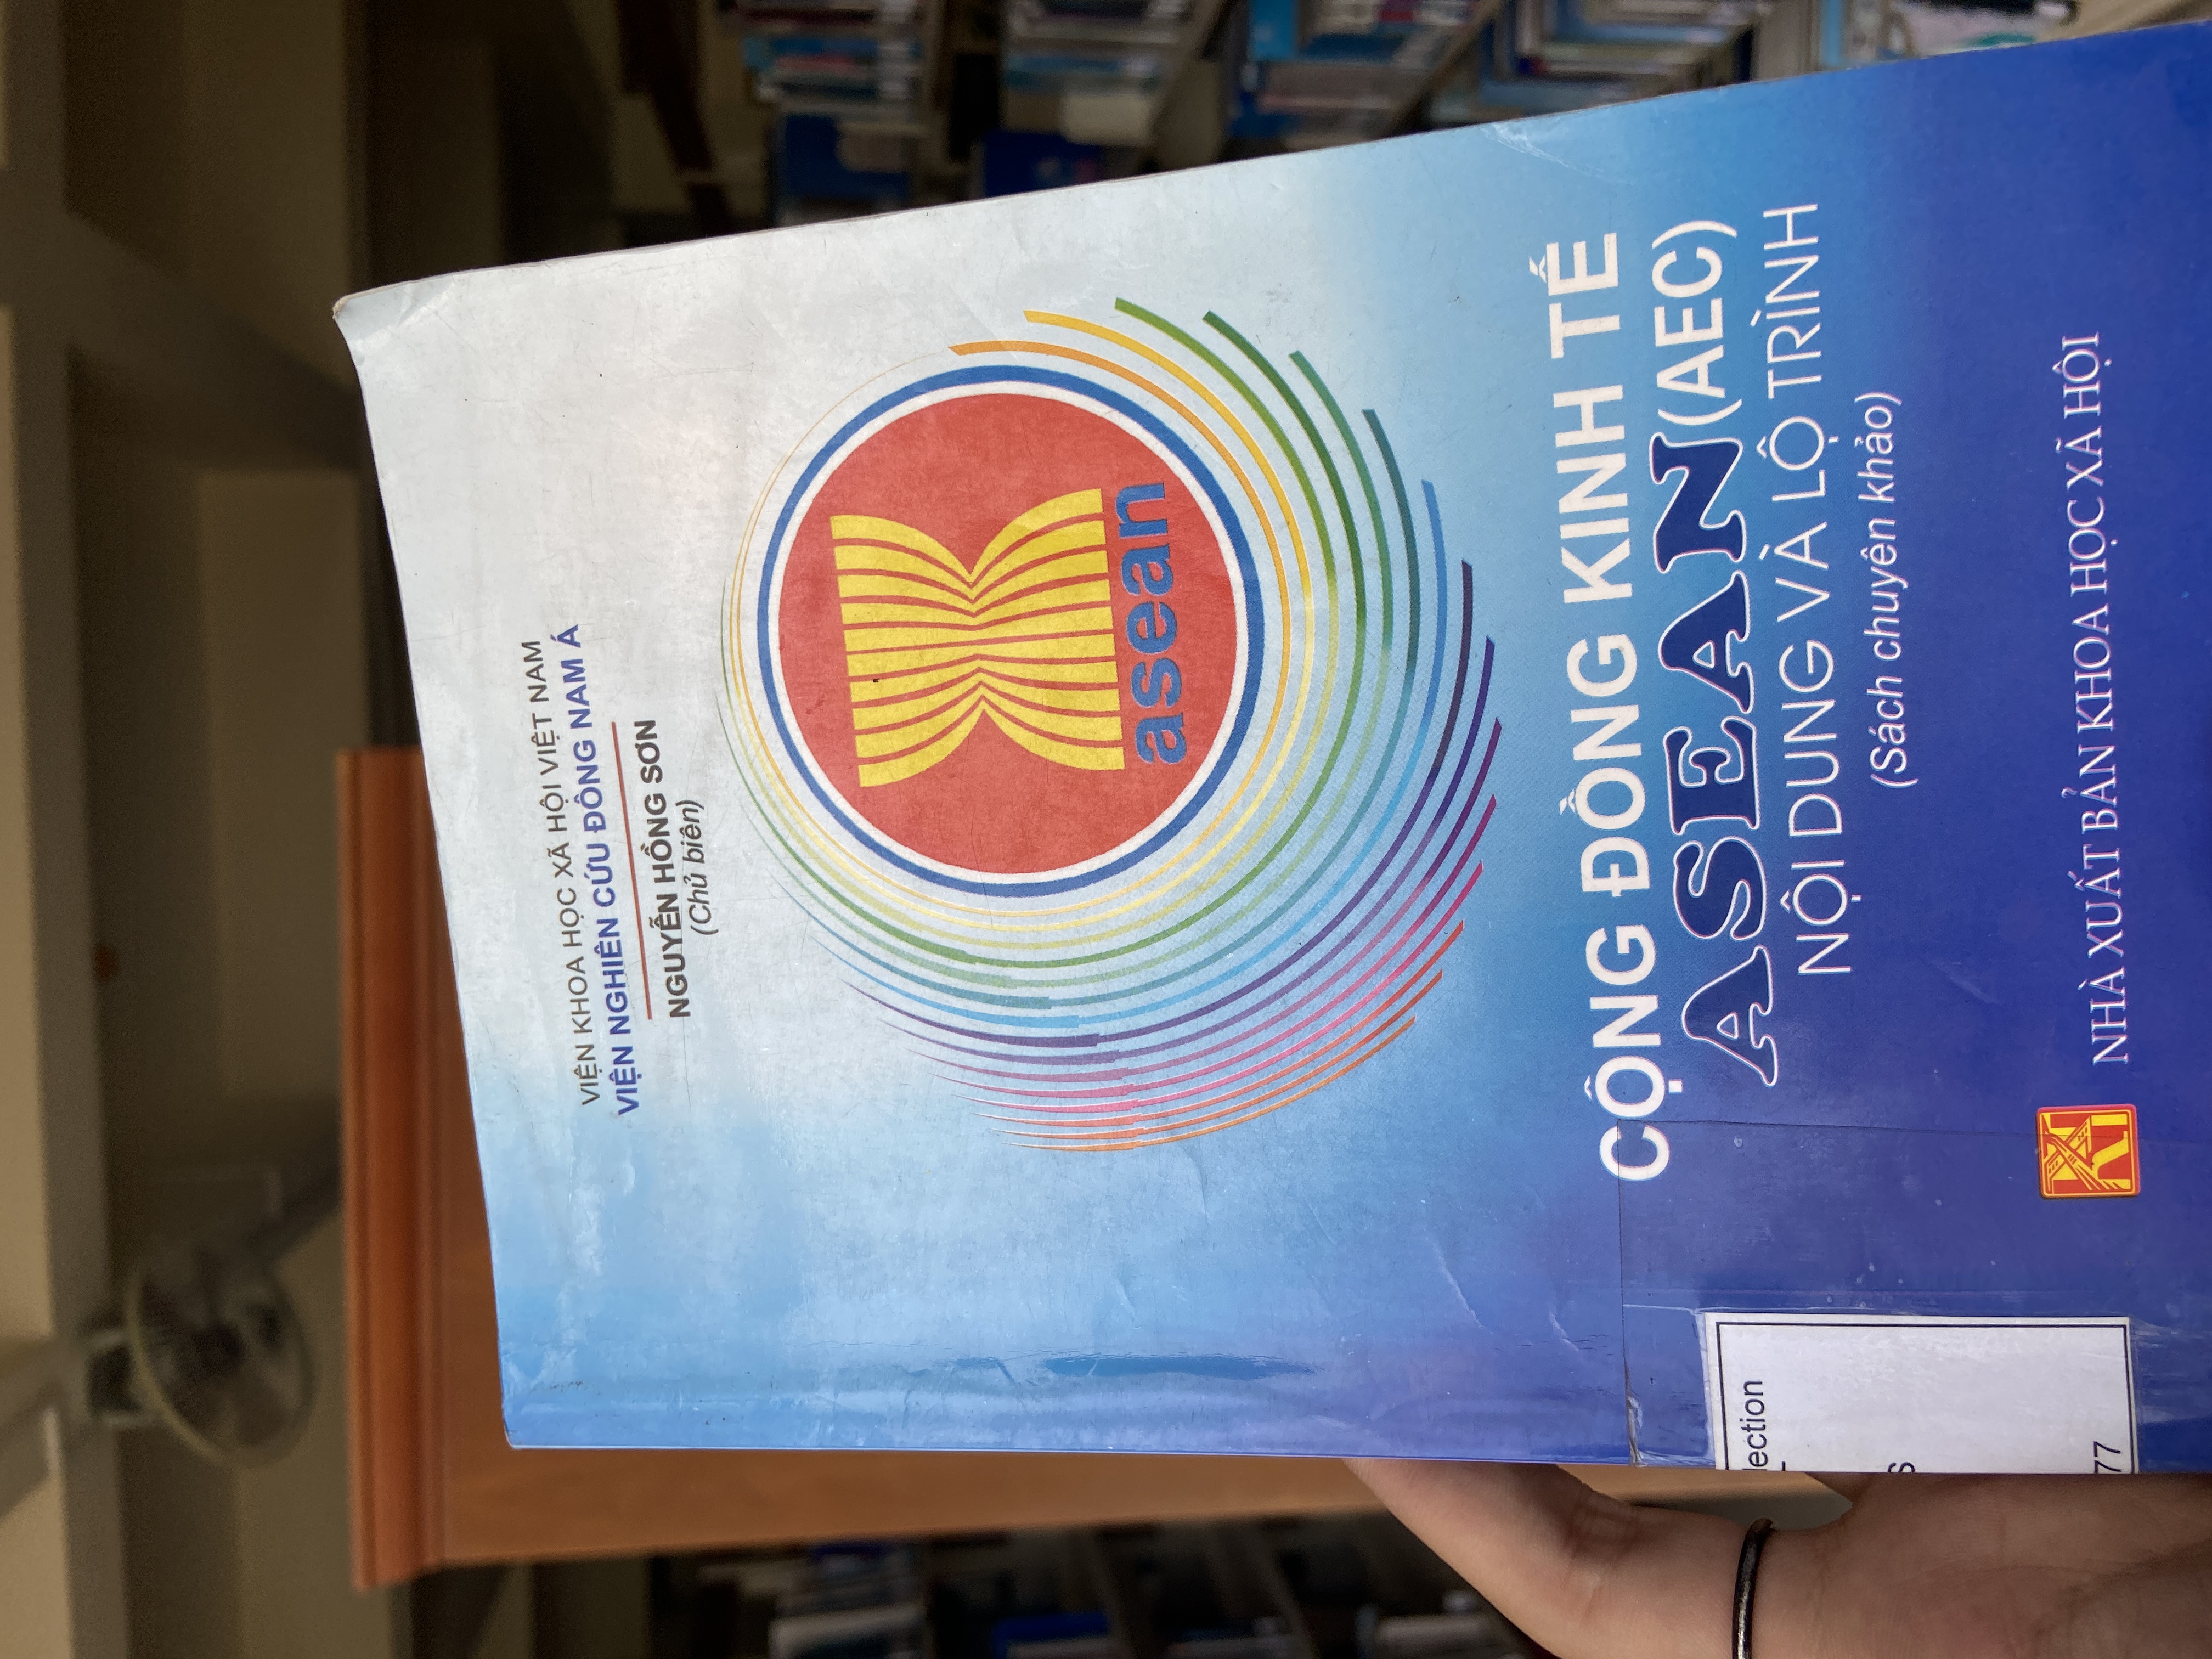 VIỆN KHOA HỌC XÃ HỘI VIỆT NAM
VIỆN NGHIÊN CỨU ĐÔNG NAM Á
NGUYỄN HỒNG SƠN
(Chủ biên)
asean
CỘNG ĐỒNG KINH TẾ
ASEAN (AEC)
NỘI DUNG VÀ LỘ TRÌNH
(Sách chuyên khảo)
lection
S
77
NHÀ XUẤT BẢN KHOA HỌC XÃ HỘI